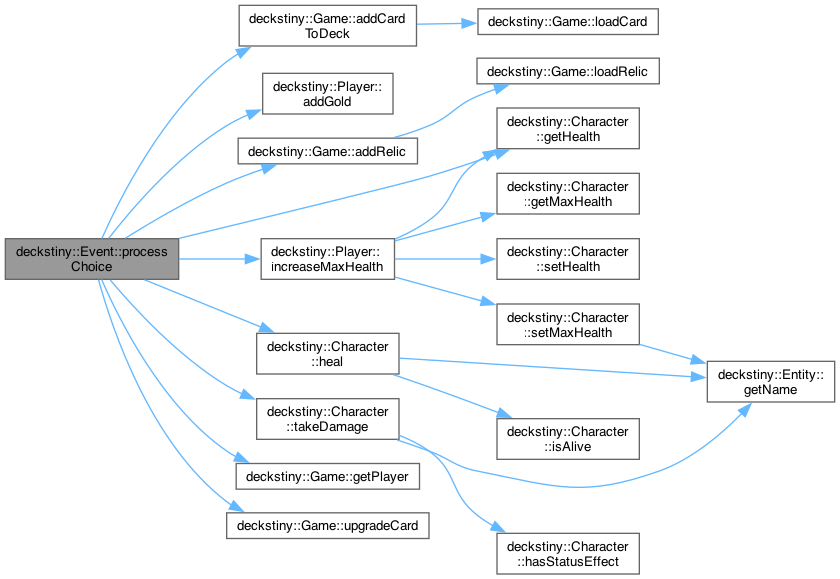 deckstiny::Game::addCard
ToDeck
deckstiny::Game::loadCard
deckstiny::Player::
addGold
deckstiny::Game::loadRelic
deckstiny::Game::addRelic
deckstiny::Character
::getHealth
deckstiny::Character
::getMaxHealth
deckstiny::Event::process
Choice
deckstiny::Player::
increaseMaxHealth
deckstiny::Character
::setHealth
deckstiny::Character
::setMaxHealth
deckstiny::Character
::heal
deckstiny::Entity::
getName
deckstiny::Character
::takeDamage
deckstiny::Character
::isAlive
deckstiny::Game::getPlayer
deckstiny::Game::upgradeCard
deckstiny::Character
::hasStatusEffect